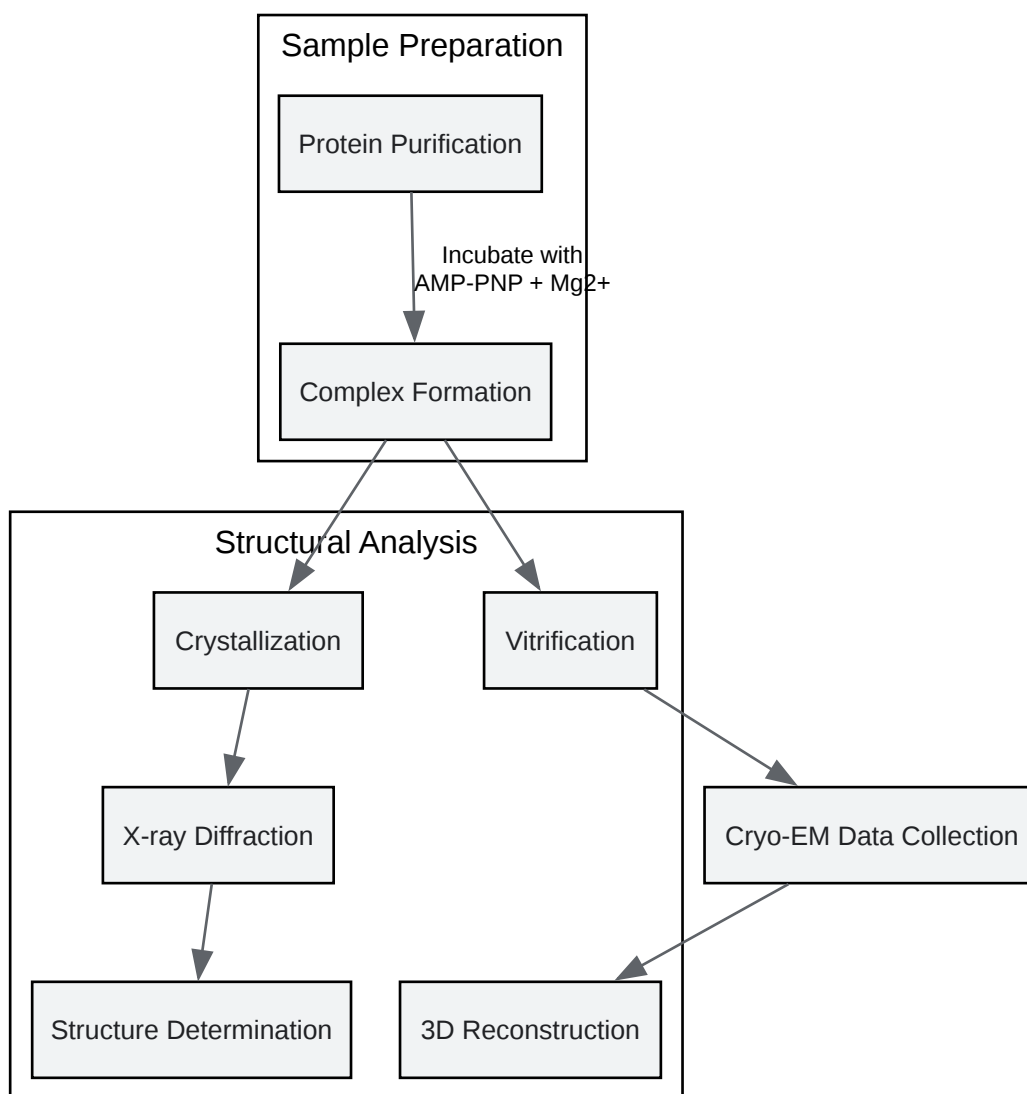 Sample Preparation
Protein Purification
Incubate with
AMP-PNP + Mg2+
Complex Formation
Structural Analysis
Crystallization
Vitrification
X-ray Diffraction
Cryo-EM Data Collection
Structure Determination
3D Reconstruction